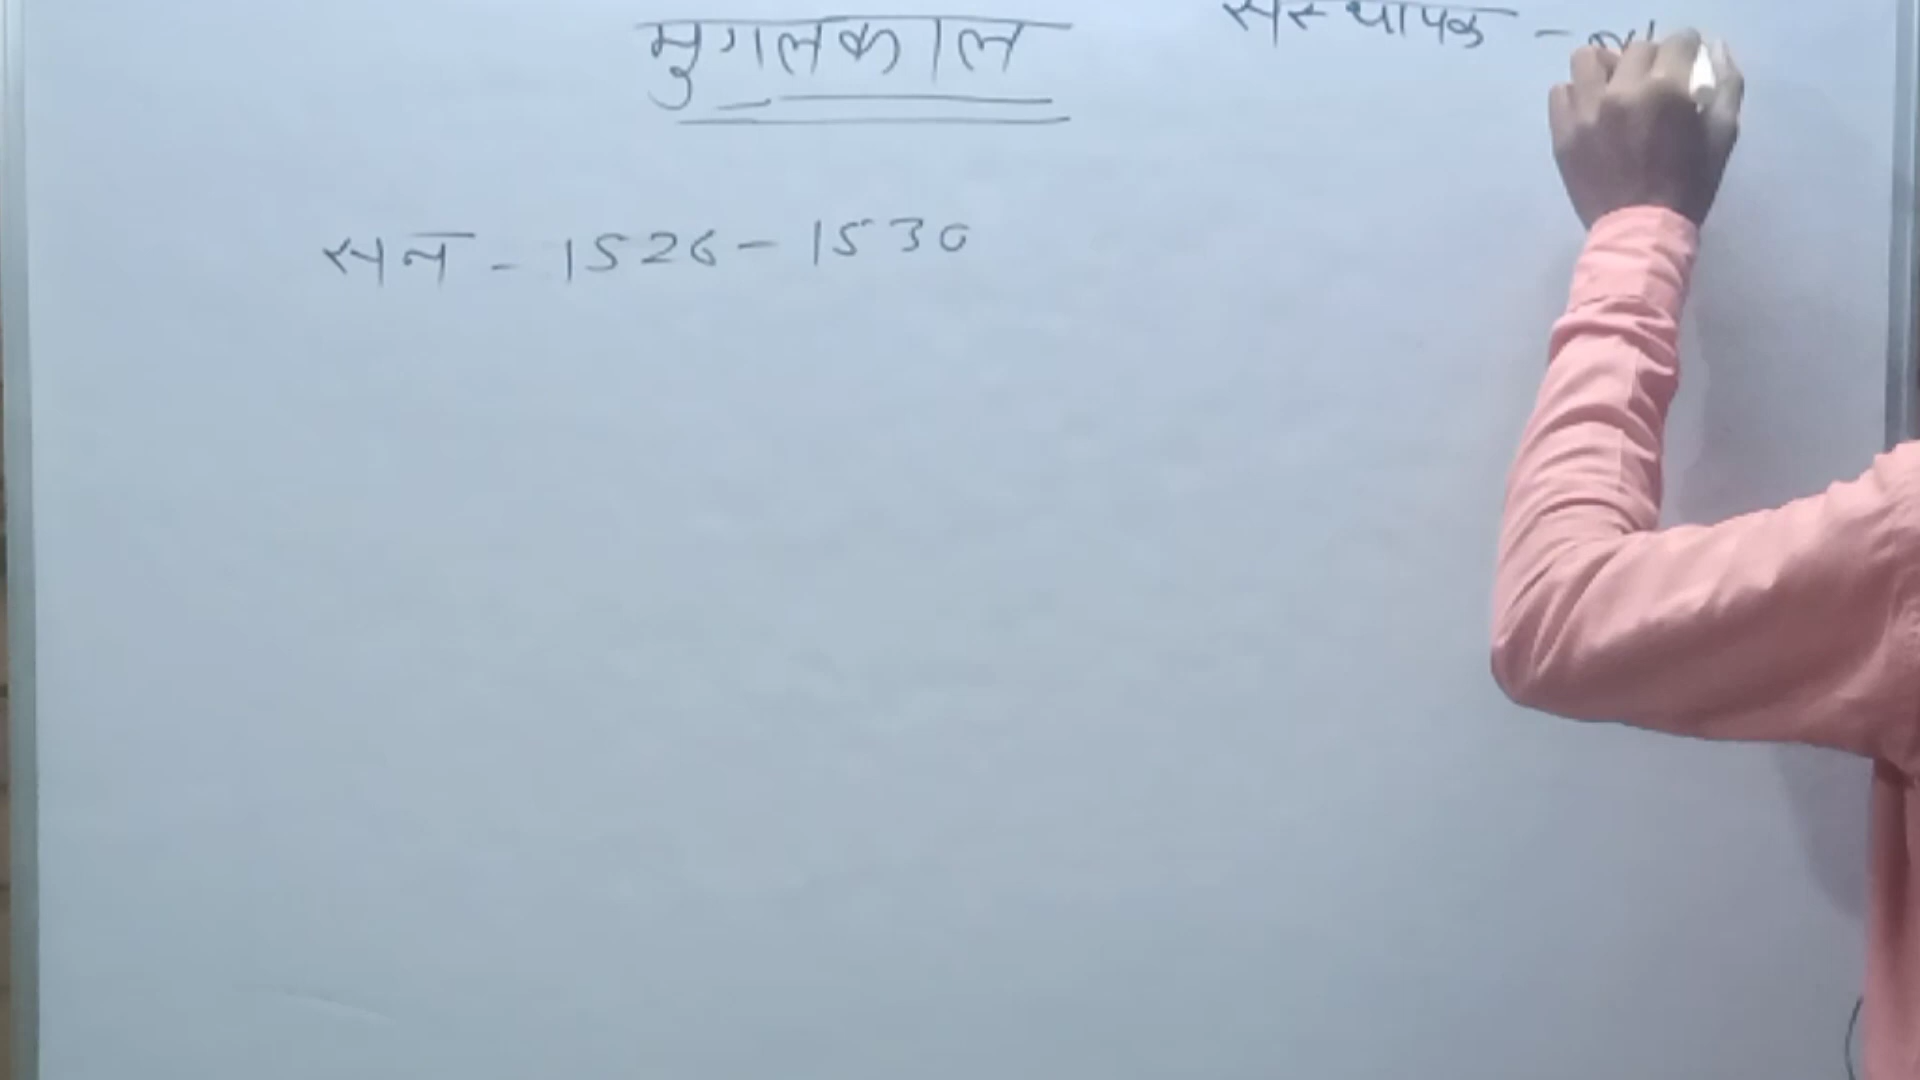 संस्थापक -
मुगलकाल
सन - 1526 - 1530